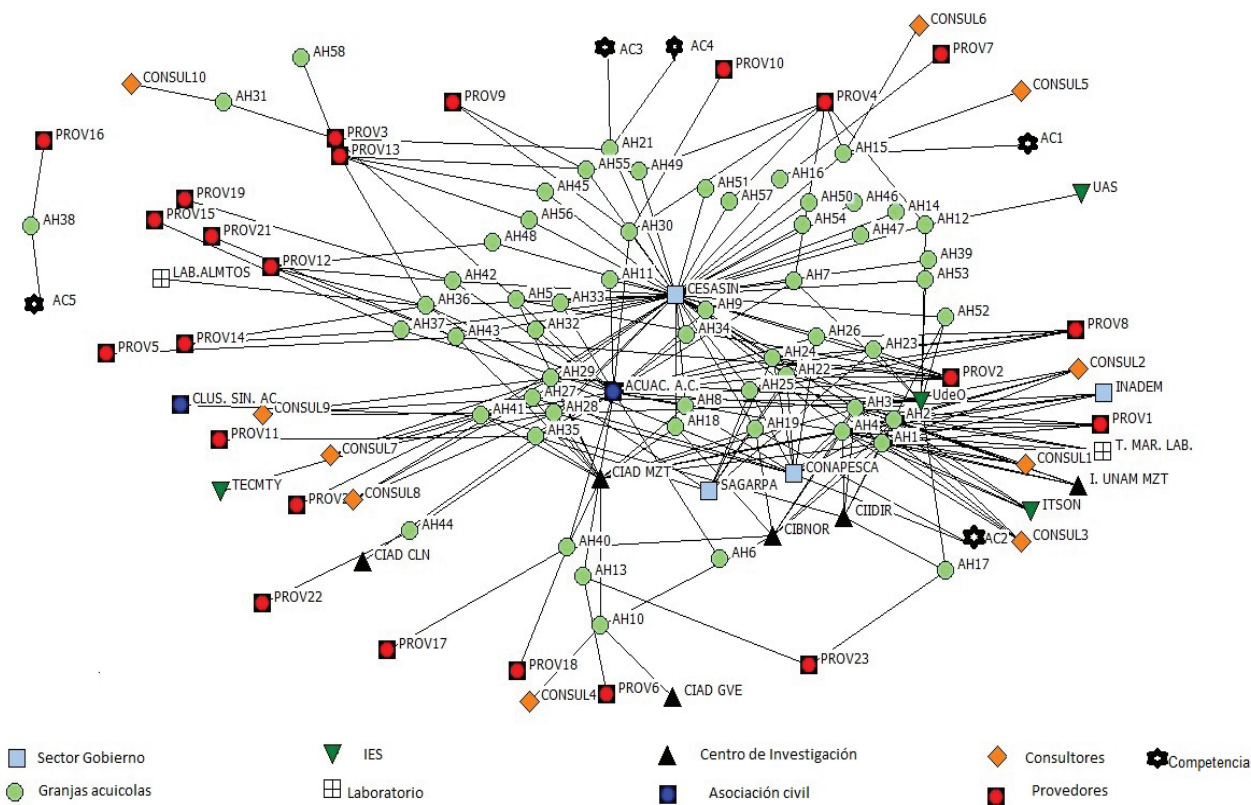 CONSUL6
AC3
AC4
PROV7
AH58
PROV10
CONSUL10
CONSUL5
AH31
PROV9
PROV4
PROV16
PROV3
AH21
AC1
PROV13
AH15
AH55
AH49
AH16
UAS
PROV19
AH45
AH51
AH57
AH50
AH46
AH14
PROV15
AH56
AH54
AH12
AH38
PROV21
AH30
AH47
AH48
AH39
PROV12
LAB.ALMTOS
AH42
AH11
AH7
AH53
AC5
CESASIN
AH36
AH5
AH33
AH9
AH52
AH37
AH43
AH32
AH34
AH26
PROV8
PROV14
AH23
PROV5
AH24
AH29
AH22
PROV2
CONSUL2
ACUAC. A.C.
AH25
UdeO
INADEM
CLUS. SIN. AC
AH27
AH8
AH3
CONSUL9
AH41
AH28
AH18
AH19
AH4
AH2
PROV1
PROV11
AH35
AH1
T. MAR. LAB.
CONSUL7
CIAD MZT
CONAPESCA
CONSUL1
TECMTY
SAGARPA
I. UNAM MZT
PROV2
CONSUL8
CIIDIR
ITSON
AH44
CIBNOR
AC2
CONSUL3
CIAD CLN
AH40
AH6
AH13
AH17
PROV22
AH10
PROV17
PROV23
PROV18
CONSUL4
PROV6
CIAD GVE
Sector Gobierno
IES
Centro de Investigación
Consultores
Competencia
Granjas acuicolas
Laboratorio
Asociación civil
Provedores